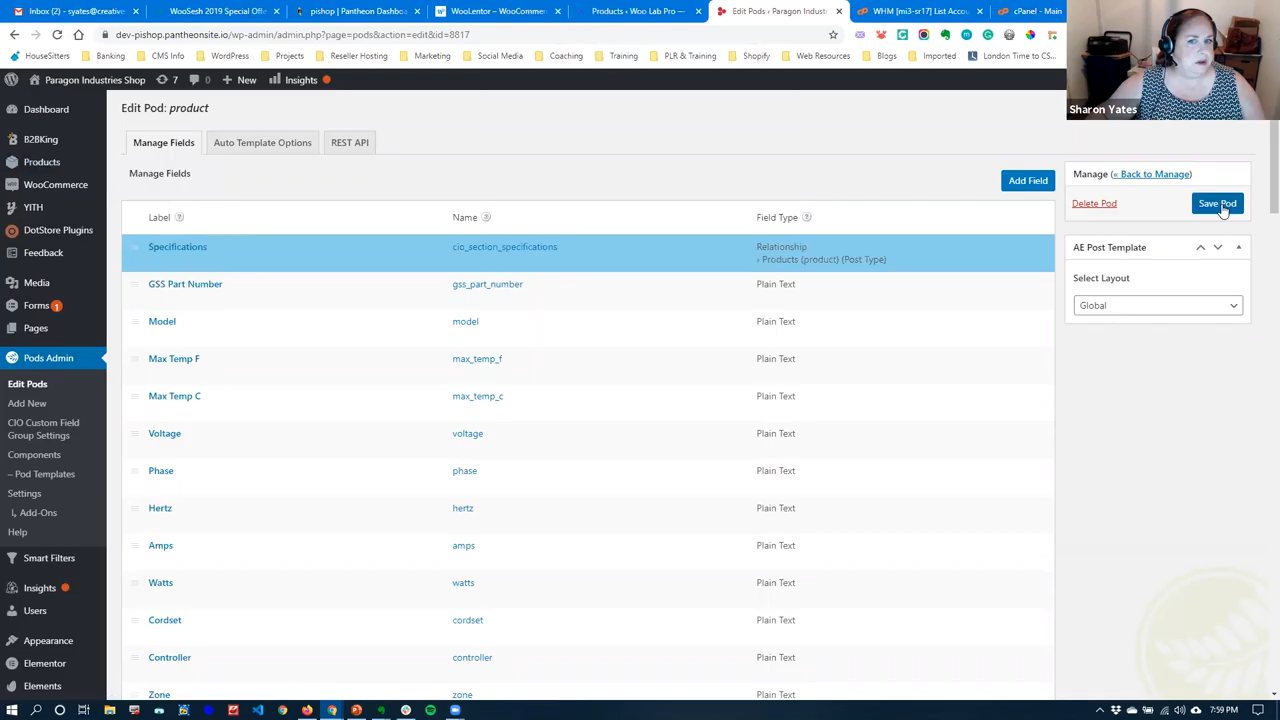 Inbox (2) - syates@creative
WooSesh 2019 Special Offe
pishop | Pantheon Dashboa
WooLentor – WooCommerc
Products ‹ Woo Lab Pro —
Edit Pods ‹ Paragon Indust
WHM [mi3-sr17] List Accou
cPanel - Main
dev-pishop.pantheonsite.io/wp-admin/admin.php?page=pods&action=edit&id=8817
HouseSitters
Banking
CMS Info
WordPress
Projects
Reseller Hosting
Marketing
Social Media
Coaching
Training
PLR & Training
Shopify
Web Resources
Blogs
Imported
London Time to CS...
Paragon Industries Shop
7
0
New
Insights
Sharon Yates
Dashboard
B2BKing
Products
WooCommerce
YITH
DotStore Plugins
Feedback
Media
Forms 1
Pages
Pods Admin
Edit Pods
Add New
CIO Custom Field
Group Settings
Components
– Pod Templates
Settings
Add-Ons
Help
Smart Filters
Insights
Users
Appearance
Elementor
Elements
Edit Pod: product
Manage Fields
Auto Template Options
REST API
Manage Fields
Add Field
Label
Name
Field Type
Specifications
cio_section_specifications
Relationship
› Products (product) (Post Type)
GSS Part Number
gss_part_number
Plain Text
Model
model
Plain Text
Max Temp F
max_temp_f
Plain Text
Max Temp C
max_temp_c
Plain Text
Voltage
voltage
Plain Text
Phase
phase
Plain Text
Hertz
hertz
Plain Text
Amps
amps
Plain Text
Watts
watts
Plain Text
Cordset
cordset
Plain Text
Controller
controller
Plain Text
Zone
zone
Plain Text
Manage (« Back to Manage)
Delete Pod
Save Pod
AE Post Template
Select Layout
Global
7:59 PM